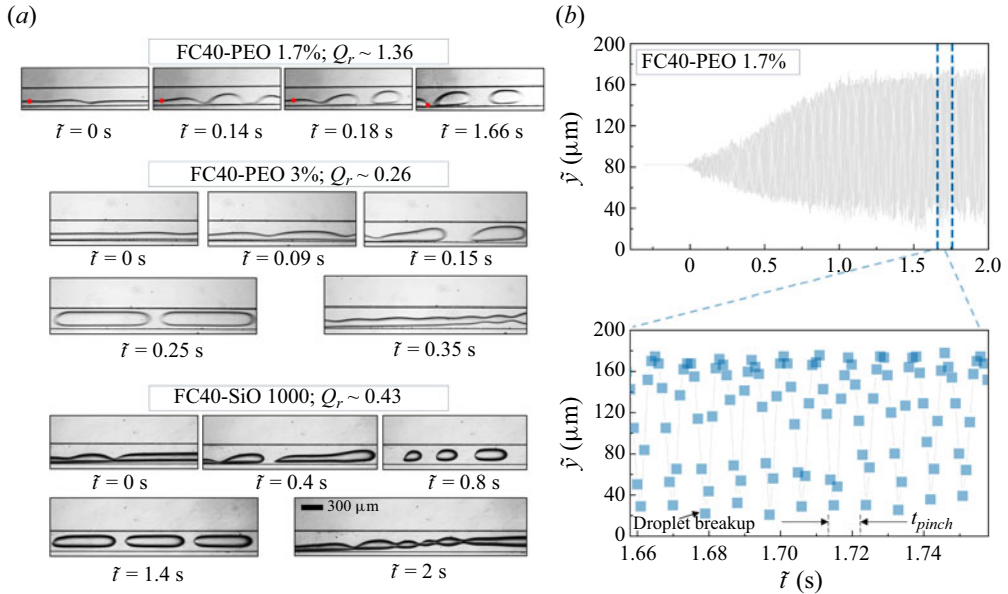 (a)
FC40-PEO 1.7%; Qr ~ 1.36
t̃ = 0 s
t̃ = 0.14 s
t̃ = 0.18 s
t̃ = 1.66 s
FC40-PEO 3%; Qr ~ 0.26
t̃ = 0 s
t̃ = 0.09 s
t̃ = 0.15 s
t̃ = 0.25 s
t̃ = 0.35 s
FC40-SiO 1000; Qr ~ 0.43
t̃ = 0 s
t̃ = 0.4 s
t̃ = 0.8 s
300 μm
t̃ = 1.4 s
t̃ = 2 s
(b)
200
160
120
80
40
0
ỹ (μm)
FC40-PEO 1.7%
0 0.5 1.0 1.5 2.0
200
160
120
80
40
0
ỹ (μm)
Droplet breakup
tpinch
1.66 1.68 1.70 1.72 1.74
t̃ (s)